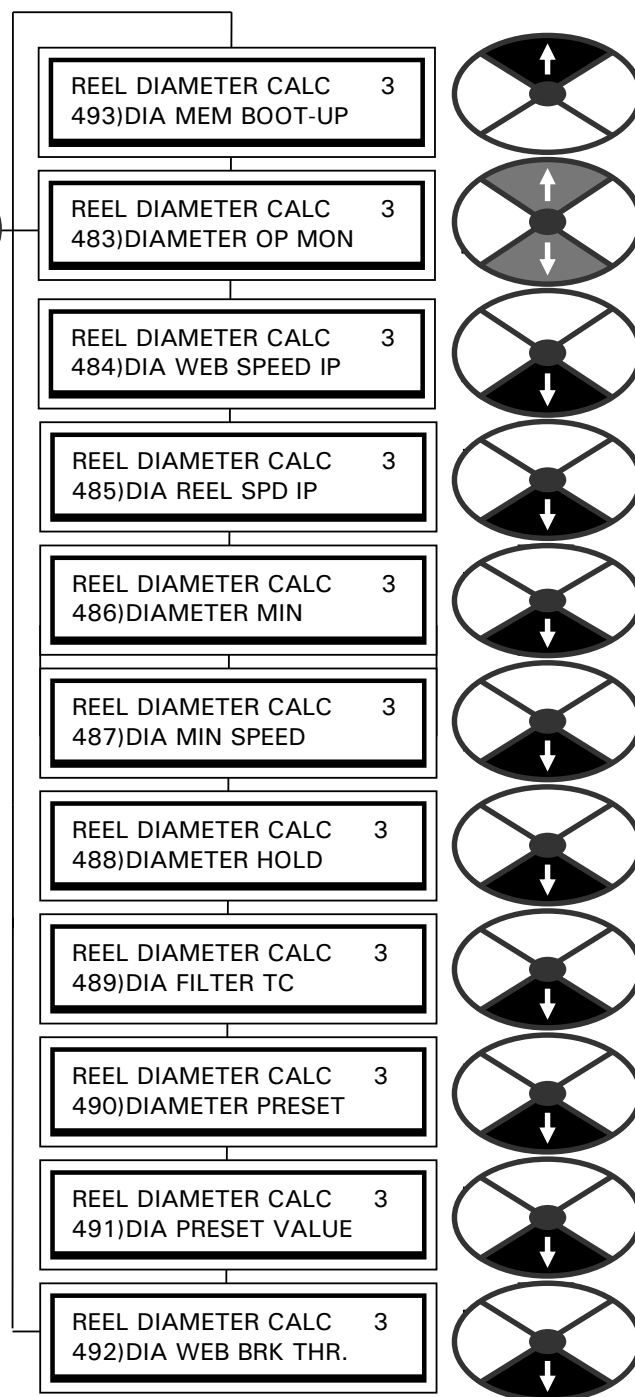 REEL DIAMETER CALC 3
493)DIA MEM BOOT-UP
REEL DIAMETER CALC 3
483)DIAMETER OP MON
REEL DIAMETER CALC 3
484)DIA WEB SPEED IP
REEL DIAMETER CALC 3
485)DIA REEL SPD IP
REEL DIAMETER CALC 3
486)DIAMETER MIN
REEL DIAMETER CALC 3
487)DIA MIN SPEED
REEL DIAMETER CALC 3
488)DIAMETER HOLD
REEL DIAMETER CALC 3
489)DIA FILTER TC
REEL DIAMETER CALC 3
490)DIAMETER PRESET
REEL DIAMETER CALC 3
491)DIA PRESET VALUE
REEL DIAMETER CALC 3
492)DIA WEB BRK THR.